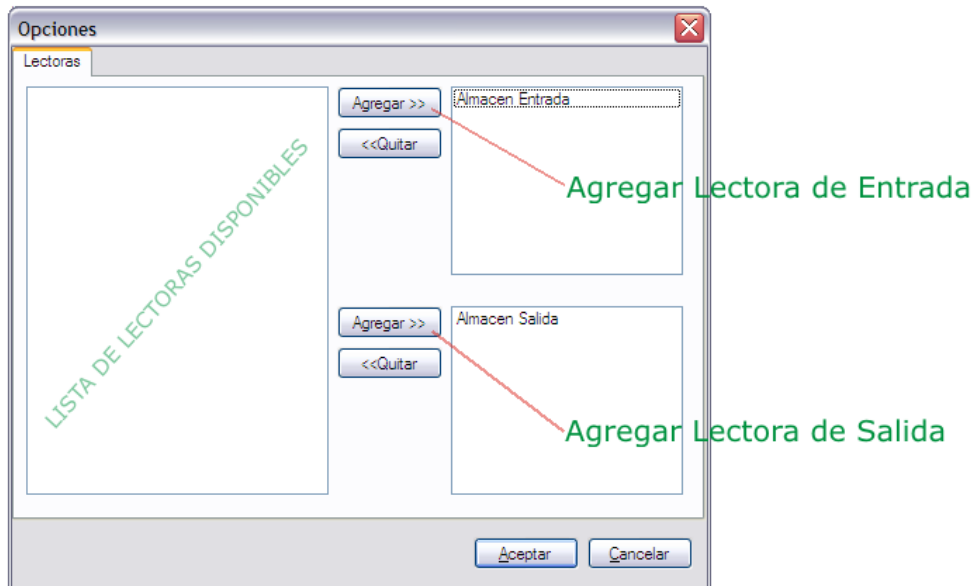 Opciones
Lectoras
Agregar >>
Almacen Entrada
<<Quitar
LISTA DE LECTORAS DISPONIBLES
Agregar Lectora de Entrada
Agregar >>
Almacen Salida
<<Quitar
Agregar Lectora de Salida
Aceptar
Cancelar